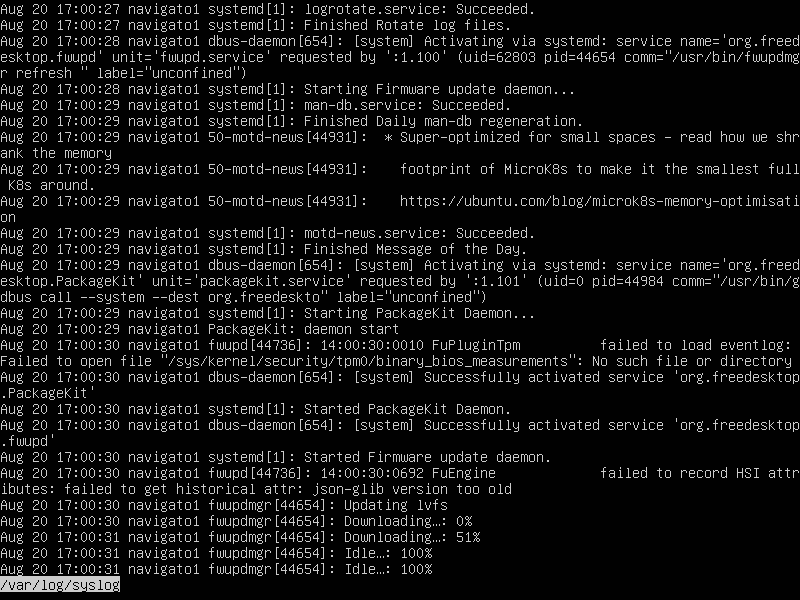 Aug 20 17:00:27 navigato1 systemd[1]: logrotate.service: Succeeded.
Aug 20 17:00:27 navigato1 systemd[1]: Finished Rotate log files.
Aug 20 17:00:28 navigato1 dbus-daemon[654]: [system] Activating via systemd: service name='org.freed
esktop.fwupd' unit='fwupd.service' requested by ':1.100' (uid=62803 pid=44654 comm="/usr/bin/fwupdmg
r refresh " label="unconfined")
Aug 20 17:00:28 navigato1 systemd[1]: Starting Firmware update daemon...
Aug 20 17:00:29 navigato1 systemd[1]: man-db.service: Succeeded.
Aug 20 17:00:29 navigato1 systemd[1]: Finished Daily man-db regeneration.
Aug 20 17:00:29 navigato1 50-motd-news[44931]:  * Super-optimized for small spaces - read how we shr
ank the memory
Aug 20 17:00:29 navigato1 50-motd-news[44931]:    footprint of MicroK8s to make it the smallest full
 K8s around.
Aug 20 17:00:29 navigato1 50-motd-news[44931]:    https://ubuntu.com/blog/microk8s-memory-optimisati
on
Aug 20 17:00:29 navigato1 systemd[1]: motd-news.service: Succeeded.
Aug 20 17:00:29 navigato1 systemd[1]: Finished Message of the Day.
Aug 20 17:00:29 navigato1 dbus-daemon[654]: [system] Activating via systemd: service name='org.freed
esktop.PackageKit' unit='packagekit.service' requested by ':1.101' (uid=0 pid=44984 comm="/usr/bin/g
dbus call --system --dest org.freedeskto" label="unconfined")
Aug 20 17:00:29 navigato1 systemd[1]: Starting PackageKit Daemon...
Aug 20 17:00:29 navigato1 PackageKit: daemon start
Aug 20 17:00:30 navigato1 fwupd[44736]: 14:00:30:0010 FuPluginTpm          failed to load eventlog: 
Failed to open file "/sys/kernel/security/tpm0/binary_bios_measurements": No such file or directory
Aug 20 17:00:30 navigato1 dbus-daemon[654]: [system] Successfully activated service 'org.freedesktop
.PackageKit'
Aug 20 17:00:30 navigato1 systemd[1]: Started PackageKit Daemon.
Aug 20 17:00:30 navigato1 dbus-daemon[654]: [system] Successfully activated service 'org.freedesktop
.fwupd'
Aug 20 17:00:30 navigato1 systemd[1]: Started Firmware update daemon.
Aug 20 17:00:30 navigato1 fwupd[44736]: 14:00:30:0692 FuEngine             failed to record HSI attr
ibutes: failed to get historical attr: json-glib version too old
Aug 20 17:00:30 navigato1 fwupdmgr[44654]: Updating lvfs
Aug 20 17:00:30 navigato1 fwupdmgr[44654]: Downloading…: 0%
Aug 20 17:00:31 navigato1 fwupdmgr[44654]: Downloading…: 51%
Aug 20 17:00:31 navigato1 fwupdmgr[44654]: Idle…: 100%
Aug 20 17:00:31 navigato1 fwupdmgr[44654]: Idle…: 100%
/var/log/syslog